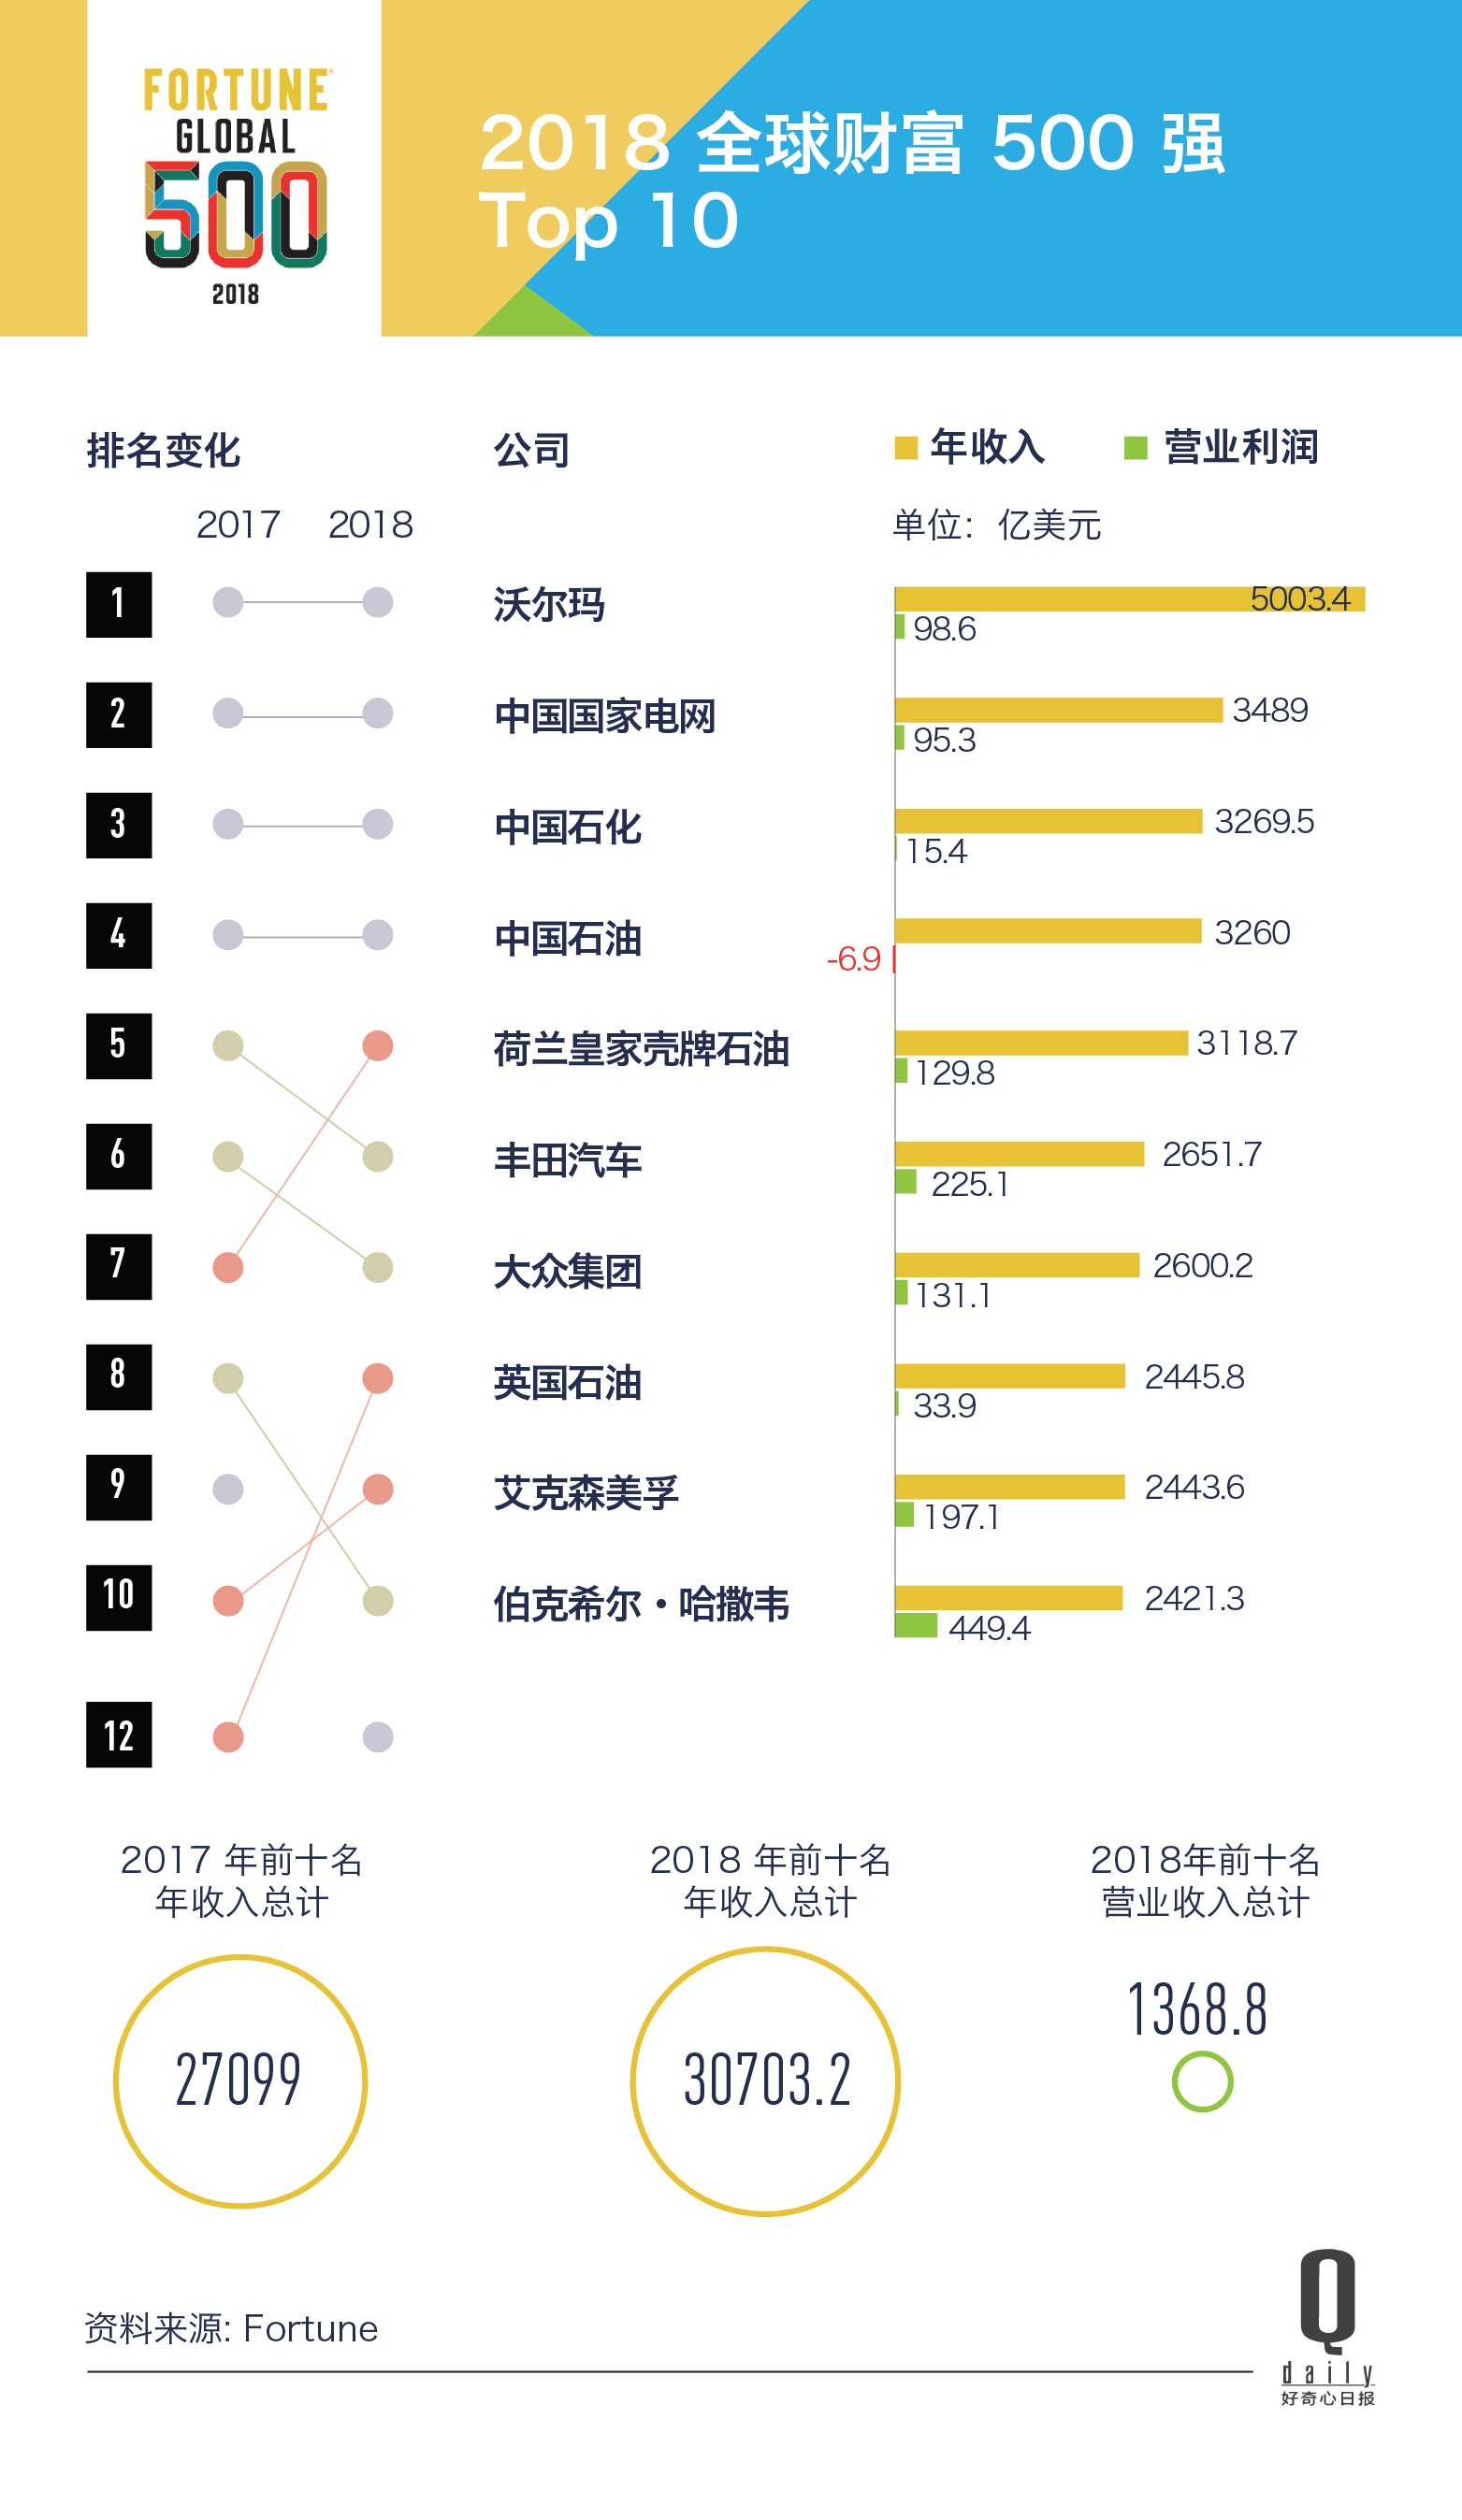 FORTUNE
GLOBAL
500
2018
2018 全球财富 500 强
Top 10
排名变化
公司
年收入
营业利润
2017
2018
单位： 亿美元
1
沃尔玛
5003.4
98.6
2
中国国家电网
3489
95.3
3
中国石化
3269.5
15.4
4
中国石油
3260
-6.9
5
荷兰皇家壳牌石油
3118.7
129.8
6
丰田汽车
2651.7
225.1
7
大众集团
2600.2
131.1
8
英国石油
2445.8
33.9
9
艾克森美孚
2443.6
197.1
10
伯克希尔·哈撒韦
2421.3
449.4
12
2017 年前十名
年收入总计
27099
2018 年前十名
年收入总计
30703.2
2018年前十名
营业收入总计
1368.8
资料来源: Fortune
Q
daily
好奇心日报